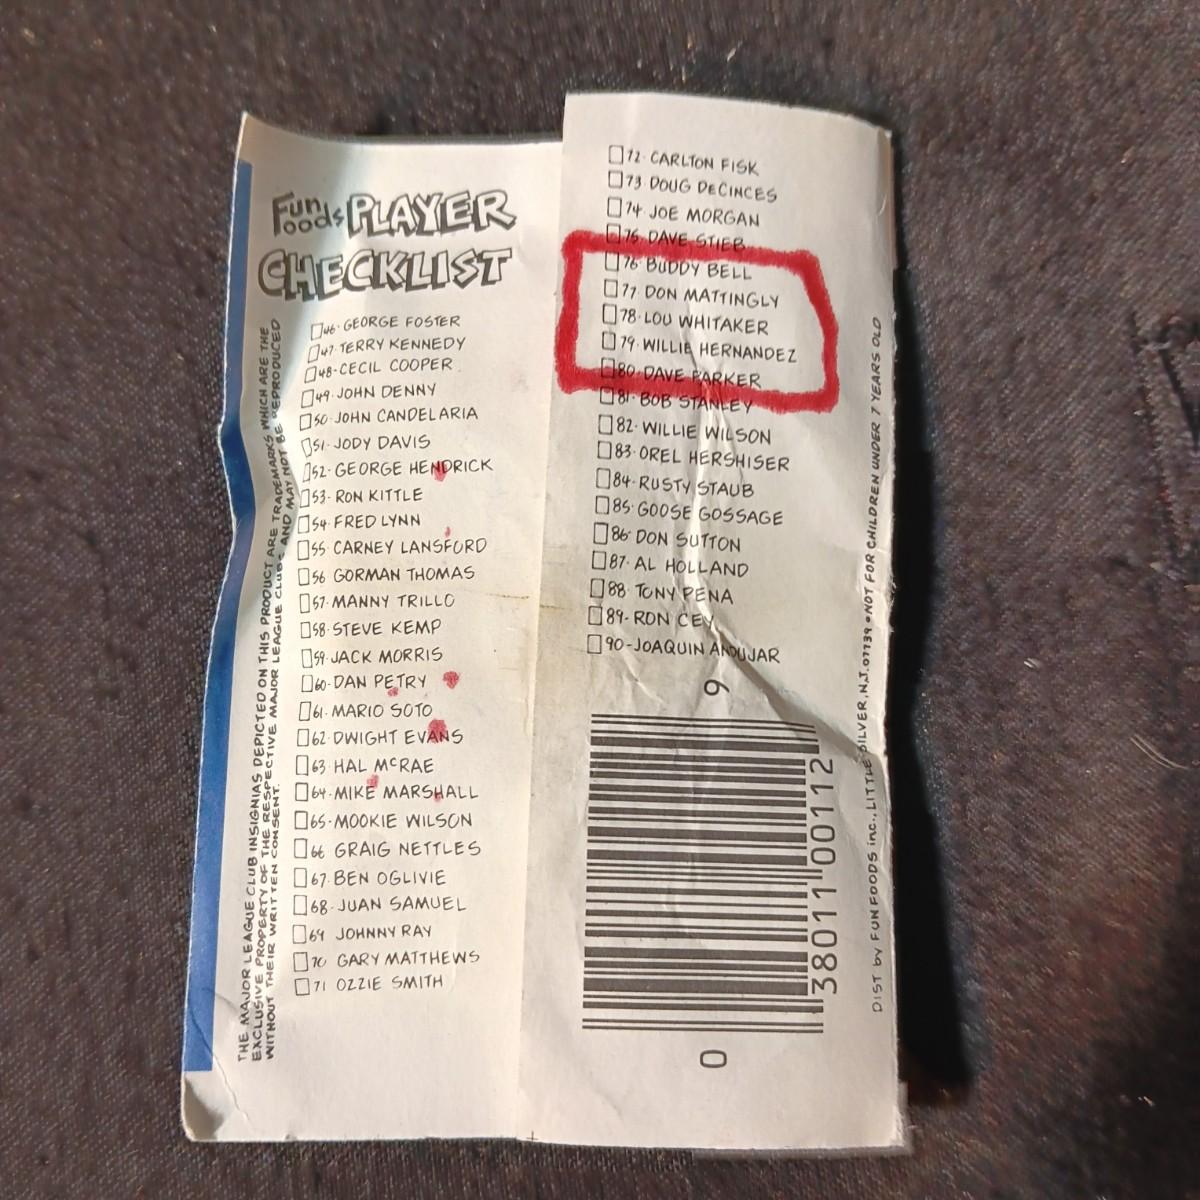 Fun Foods PLAYER
CHECKLIST
46-GEORGE FOSTER
47-TERRY KENNEDY
48-CECIL COOPER
49-JOHN DENNY
50-JOHN CANDELARIA
51-JODY DAVIS
52-GEORGE HENDRICK
53-RON KITTLE
54-FRED LYNN
55-CARNEY LANSFORD
56 GORMAN THOMAS
57-MANNY TRILLO
58-STEVE KEMP
59-JACK MORRIS
60-DAN PETRY
61-MARIO SOTO
62-DWIGHT EVANS
63 HAL McRAE
64-MIKE MARSHALL
65-MOOKIE WILSON
66 GRAIG NETTLES
67-BEN OGLIVIE
68-JUAN SAMUEL
69 JOHNNY RAY
70 GARY MATTHEWS
71 OZZIE SMITH
THE MAJOR LEAGUE CLUB INSIGNIAS DEPICTED ON THIS PRODUCT ARE TRADEMARKS WHICH ARE THE
EXCLUSIVE PROPERTY OF THE RESPECTIVE MAJOR LEAGUE CLUBS AND MAY NOT BE REPRODUCED
WITHOUT THEIR WRITTEN CONSENT.
72-CARLTON FISK
73-DOUG DeCINCES
74-JOE MORGAN
75-DAVE STIEB
76-BUDDY BELL
77-DON MATTINGLY
78-LOU WHITAKER
79-WILLIE HERNANDEZ
80-DAVE PARKER
81-BOB STANLEY
82-WILLIE WILSON
83-OREL HERSHISER
84-RUSTY STAUB
85-GOOSE GOSSAGE
86-DON SUTTON
87-AL HOLLAND
88-TONY PENA
89-RON CEY
90-JOAQUIN ANDUJAR
0 38011 00112 9
DIST by FUN FOODS inc., LITTLE SILVER, N.J. 07739 • NOT FOR CHILDREN UNDER 7 YEARS OLD